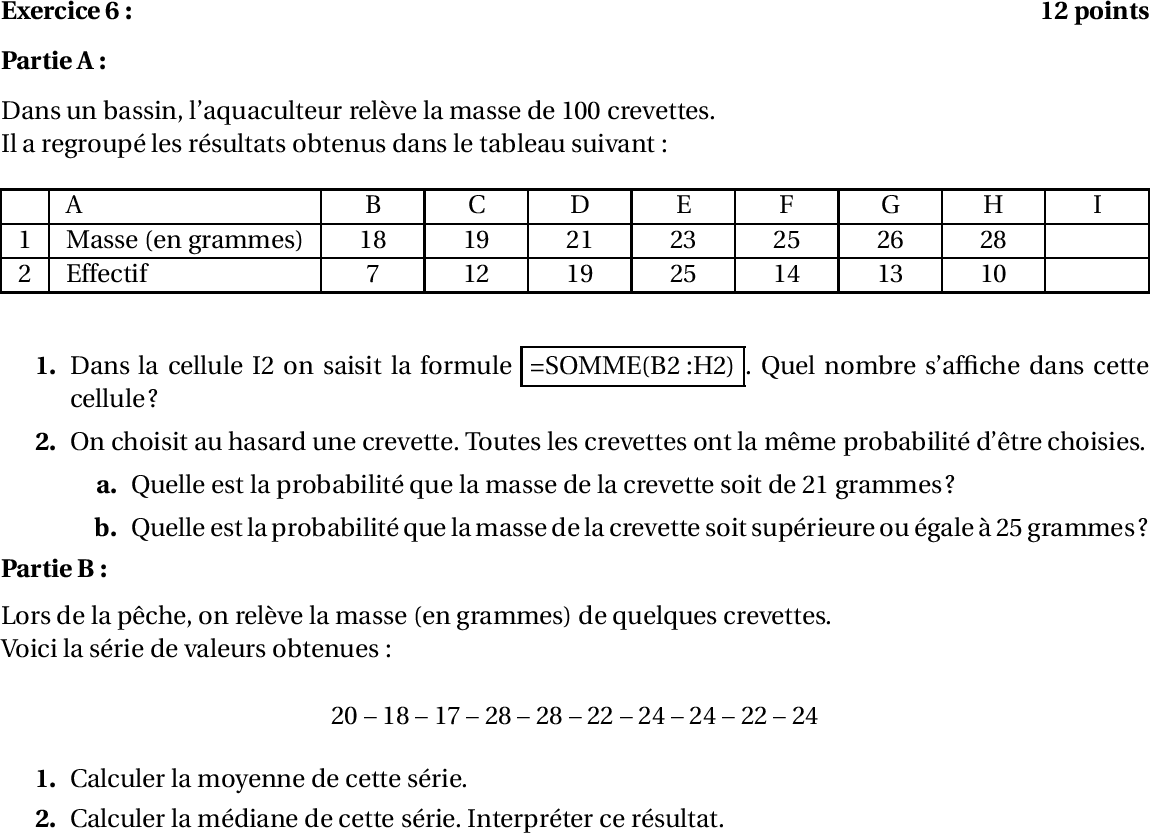 Exercice 6 : 12 points
Partie A :
Dans un bassin, l'aquaculteur relève la masse de 100 crevettes.
Il a regroupé les résultats obtenus dans le tableau suivant :
A B C D E F G H I
1 Masse (en grammes) 18 19 21 23 25 26 28
2 Effectif 7 12 19 25 14 13 10
1. Dans la cellule I2 on saisit la formule =SOMME(B2 :H2) . Quel nombre s'affiche dans cette
cellule ?
2. On choisit au hasard une crevette. Toutes les crevettes ont la même probabilité d'être choisies.
a. Quelle est la probabilité que la masse de la crevette soit de 21 grammes ?
b. Quelle est la probabilité que la masse de la crevette soit supérieure ou égale à 25 grammes ?
Partie B :
Lors de la pêche, on relève la masse (en grammes) de quelques crevettes.
Voici la série de valeurs obtenues :
20 – 18 – 17 – 28 – 28 – 22 – 24 – 24 – 22 – 24
1. Calculer la moyenne de cette série.
2. Calculer la médiane de cette série. Interpréter ce résultat.